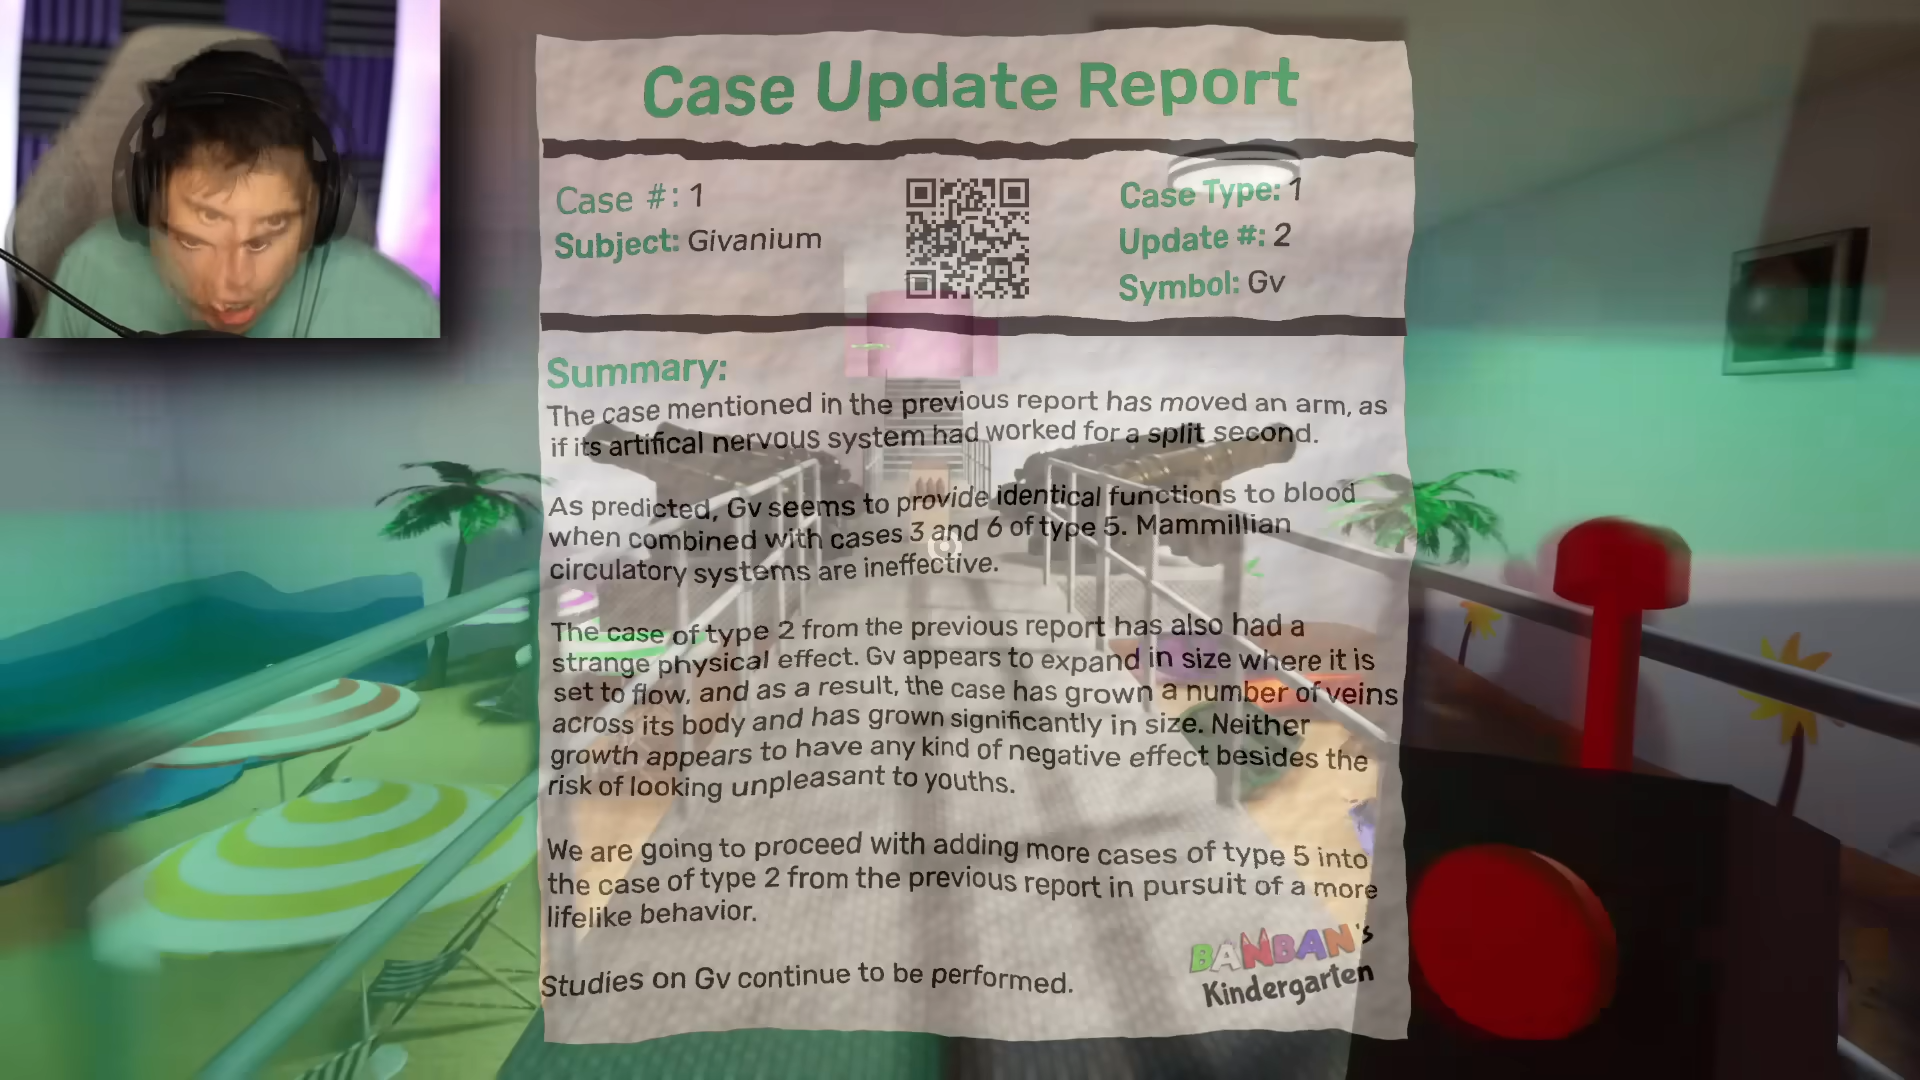 Case Update Report
Case #: 1
Subject: Givanium
Case Type: 1
Update #: 2
Symbol: Gv
Summary:
The case mentioned in the previous report has moved an arm, as
if its artifical nervous system had worked for a split second.
As predicted, Gv seems to provide identical functions to blood
when combined with cases 3 and 6 of type 5. Mammillian
circulatory systems are ineffective.
The case of type 2 from the previous report has also had a
strange physical effect. Gv appears to expand in size where it is
set to flow, and as a result, the case has grown a number of veins
across its body and has grown significantly in size. Neither
growth appears to have any kind of negative effect besides the
risk of looking unpleasant to youths.
We are going to proceed with adding more cases of type 5 into
the case of type 2 from the previous report in pursuit of a more
lifelike behavior.
Studies on Gv continue to be performed.
BANBAN's
Kindergarten